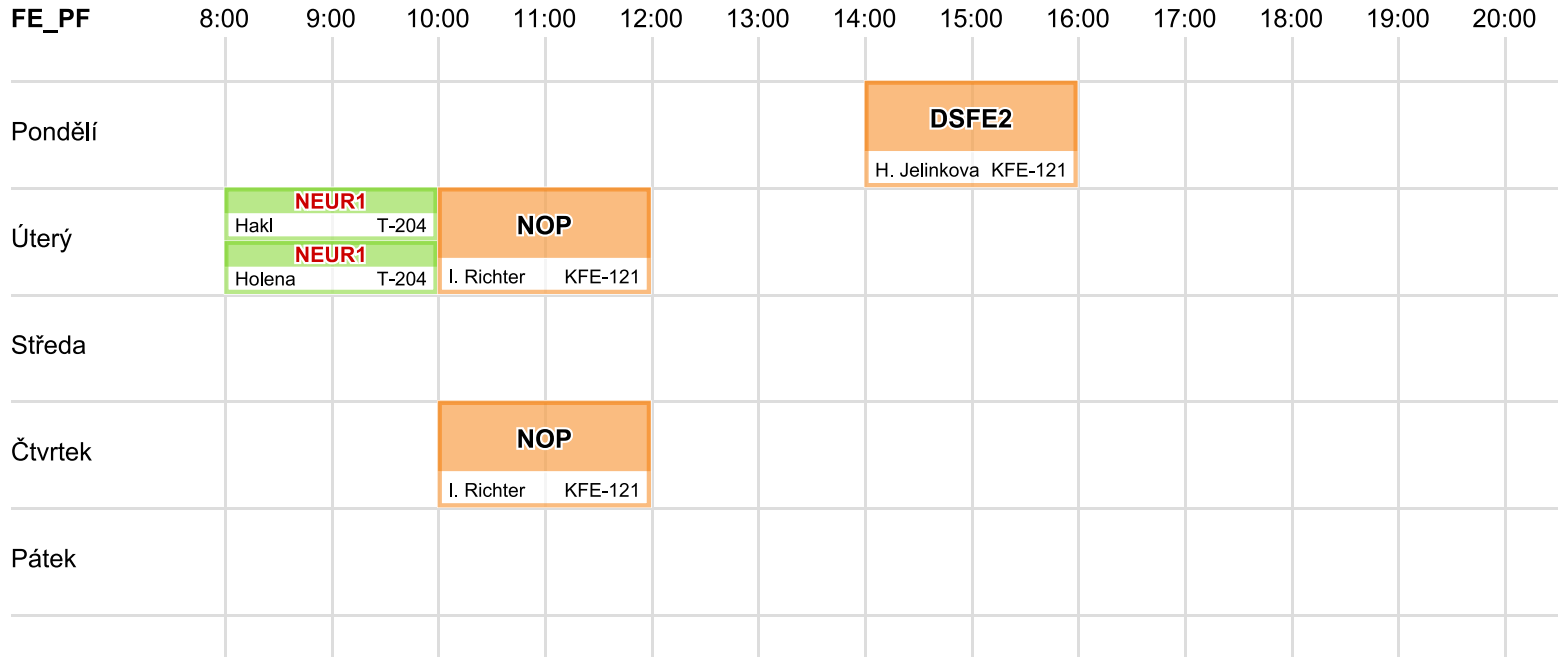 FE_PF 8:00 9:00 10:00 11:00 12:00 13:00 14:00 15:00 16:00 17:00 18:00 19:00 20:00
Pondělí
DSFE2
H. Jelinkova KFE-121
Úterý
NEUR1
Hakl T-204
NEUR1
Holena T-204
NOP
I. Richter KFE-121
Středa
Čtvrtek
NOP
I. Richter KFE-121
Pátek